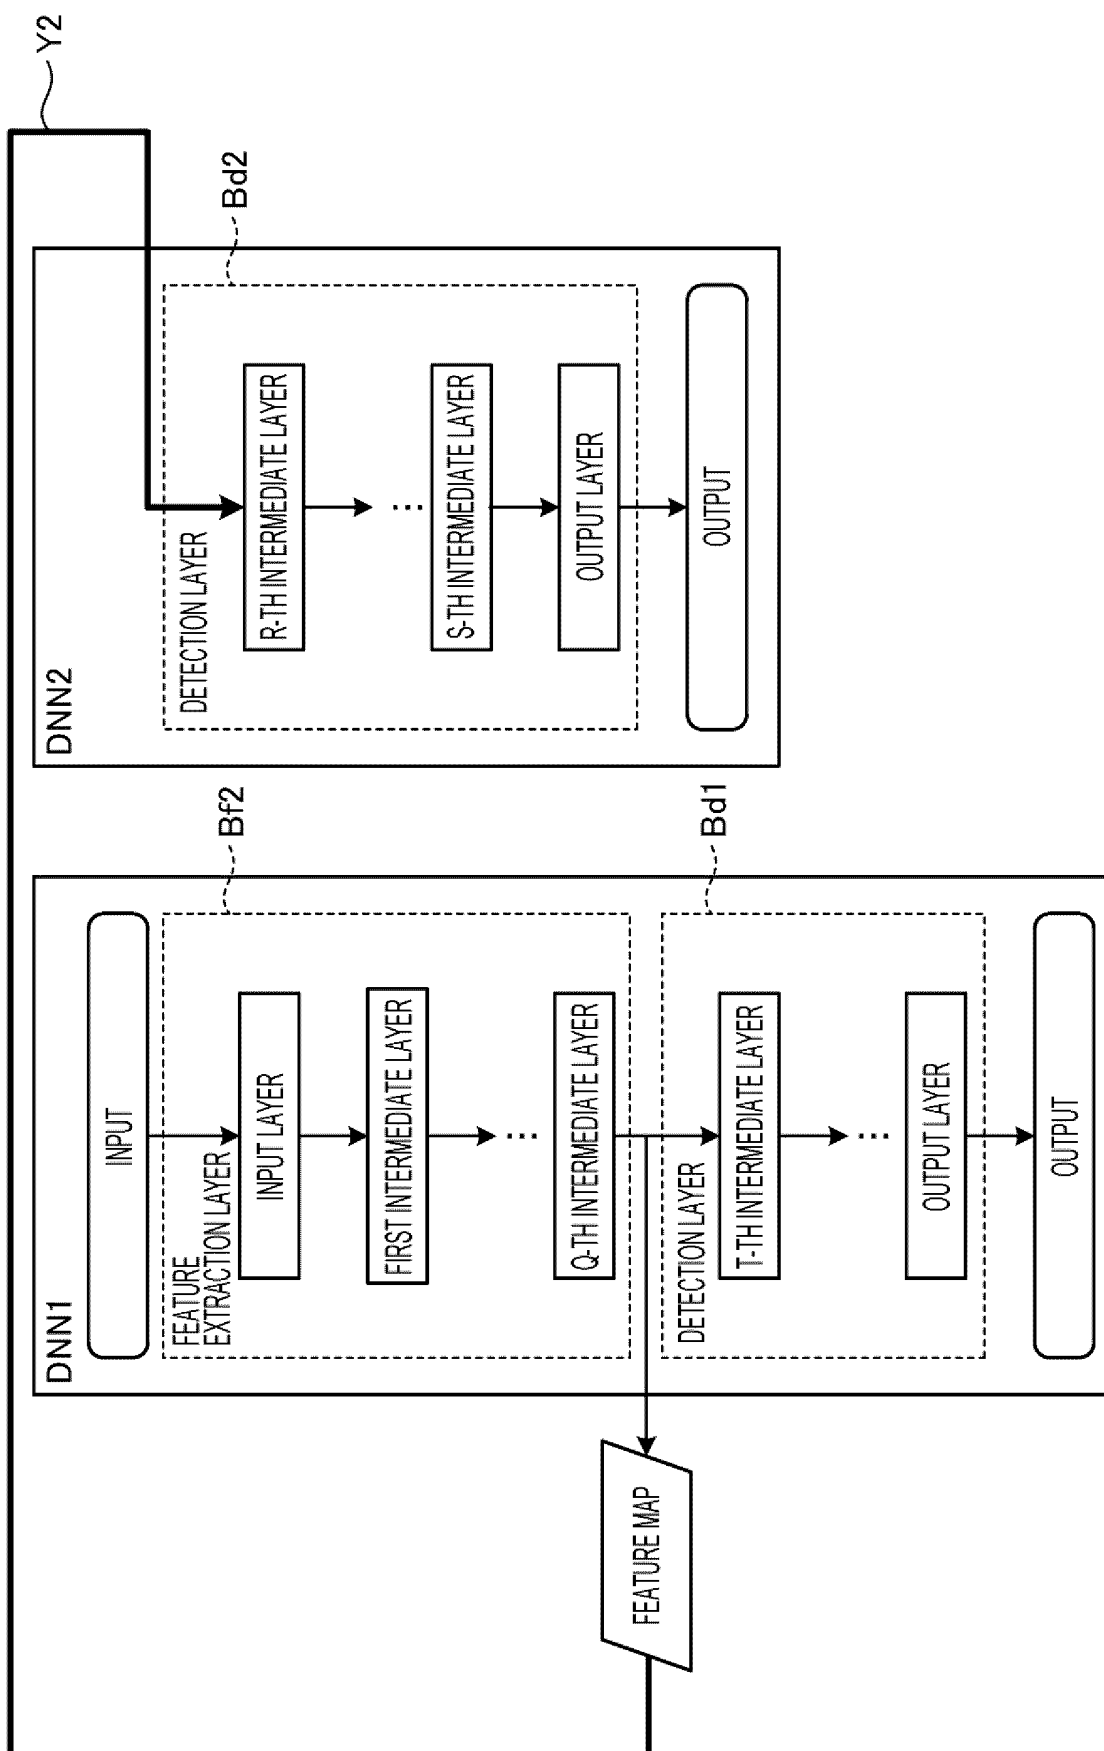 DNN1
INPUT
FEATURE
EXTRACTION LAYER
INPUT LAYER
FIRST INTERMEDIATE LAYER
...
Q-TH INTERMEDIATE LAYER
Bf2
FEATURE MAP
DETECTION LAYER
T-TH INTERMEDIATE LAYER
...
OUTPUT LAYER
Bd1
OUTPUT
DNN2
DETECTION LAYER
R-TH INTERMEDIATE LAYER
...
S-TH INTERMEDIATE LAYER
OUTPUT LAYER
Bd2
OUTPUT
Y2